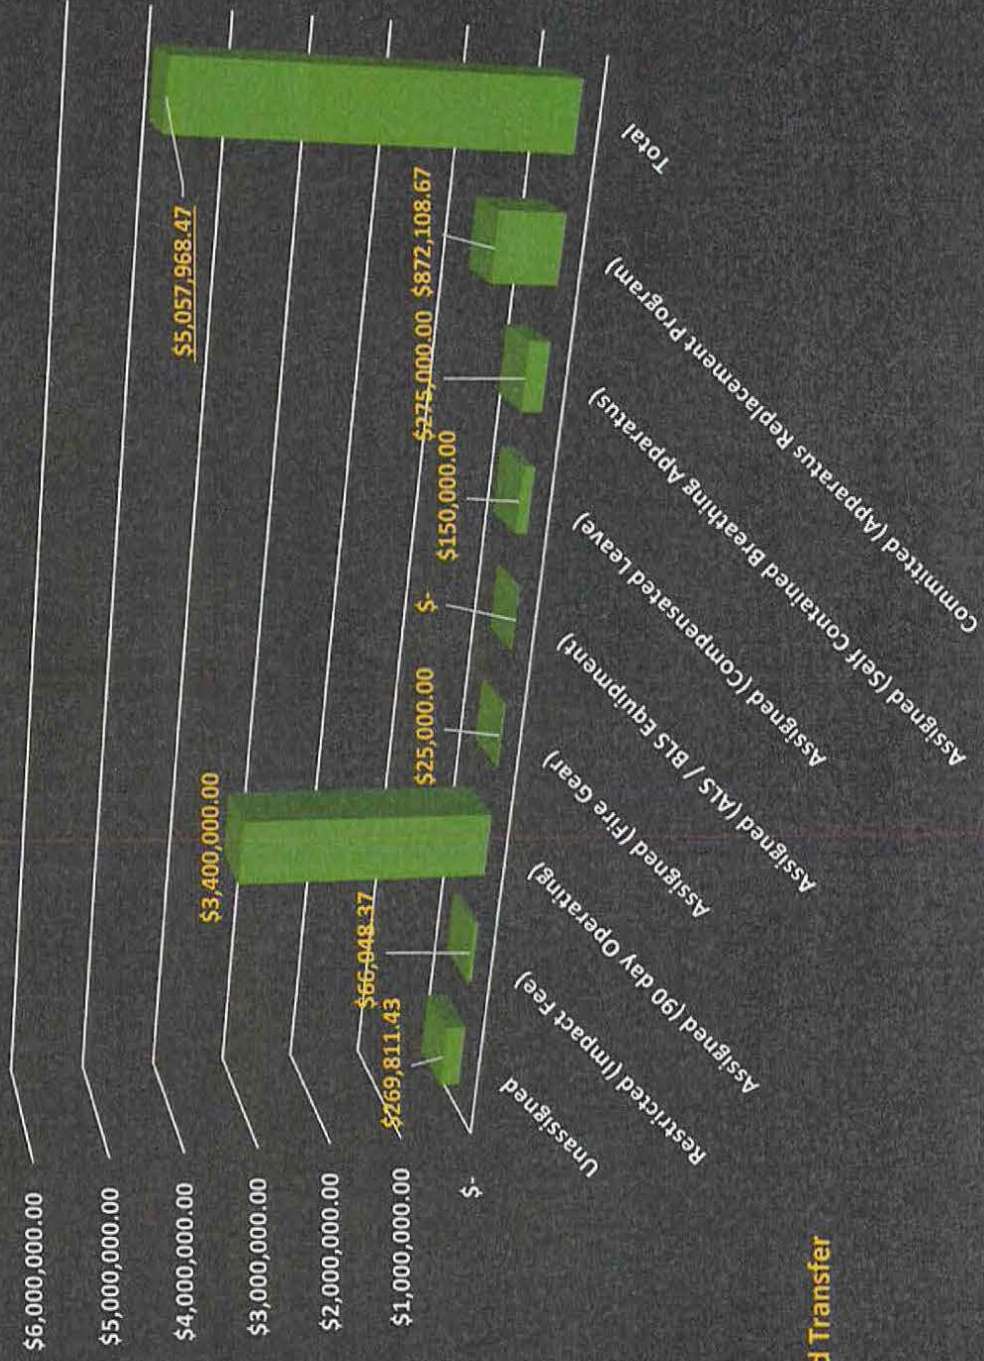 $6,000,000.00
$5,000,000.00
$4,000,000.00
$3,000,000.00
$2,000,000.00
$1,000,000.00
$-
$269,811.43
$66,048.37
$3,400,000.00
$25,000.00
$-
$150,000.00
$275,000.00
$872,108.67
$5,057,968.47
Unassigned
Restricted (Impact Fee)
Assigned (90 day Operating)
Assigned (Fire Gear)
Assigned (ALS / BLS Equipment)
Assigned (Compensated Leave)
Assigned (Self Contained Breathing Apparatus)
Committed (Apparatus Replacement Program)
Total
d Transfer